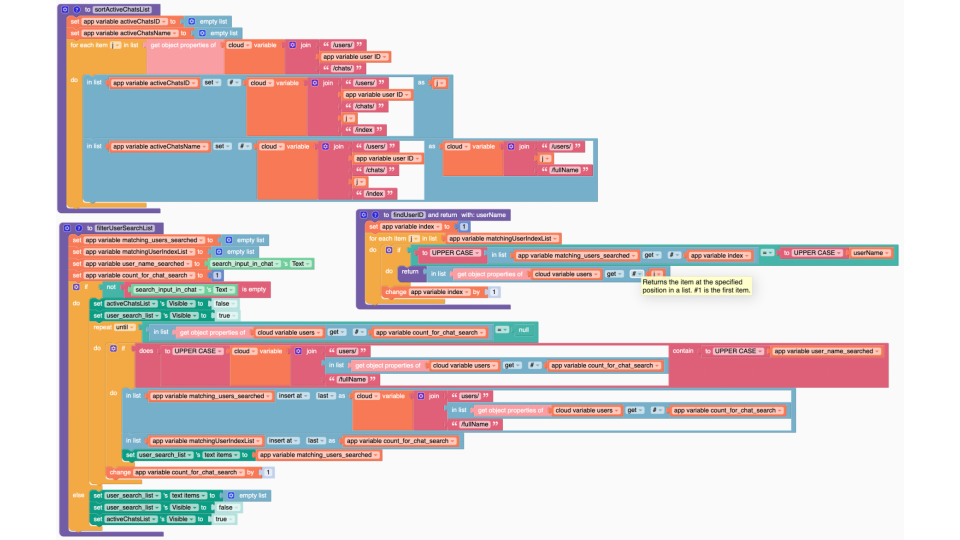 to sortActiveChatsList
set app variable activeChatsID to empty list
set app variable activeChatsName to empty list
for each item j in list get object properties of cloud variable join “ /users/ ”
app variable user ID
“ /chats/ ”
do in list app variable activeChatsID set # cloud variable join “ /users/ ” as j
app variable user ID
“ /chats/ ”
j
“ /index ”
in list app variable activeChatsName set # cloud variable join “ /users/ ” as cloud variable join “ /users/ ”
app variable user ID j
“ /chats/ ” “ /fullName ”
j
“ /index ”
to findUserID and return with: userName
set app variable index to 1
for each item j in list app variable matchingUserIndexList
do if to UPPER CASE in list app variable matching_users_searched get # app variable index = to UPPER CASE userName
do return in list get object properties of cloud variable users get # j
Returns the item at the specified
position in a list. #1 is the first item.
change app variable index by 1
to filterUserSearchList
set app variable matching_users_searched to empty list
set app variable matchingUserIndexList to empty list
set app variable user_name_searched to search_input_in_chat 's Text
set app variable count_for_chat_search to 1
if not search_input_in_chat 's Text is empty
do set activeChatsList 's Visible to false
set user_search_list 's Visible to true
repeat until in list get object properties of cloud variable users get # app variable count_for_chat_search = null
do if does to UPPER CASE cloud variable join “ users/ ” contain to UPPER CASE app variable user_name_searched
in list get object properties of cloud variable users get # app variable count_for_chat_search
“ /fullName ”
do in list app variable matching_users_searched insert at last as cloud variable join “ users/ ”
in list get object properties of cloud variable users get # app variable count_for_chat_search
“ /fullName ”
in list app variable matchingUserIndexList insert at last as app variable count_for_chat_search
set user_search_list 's text items to app variable matching_users_searched
change app variable count_for_chat_search by 1
else set user_search_list 's text items to empty list
set user_search_list 's Visible to false
set activeChatsList 's Visible to true